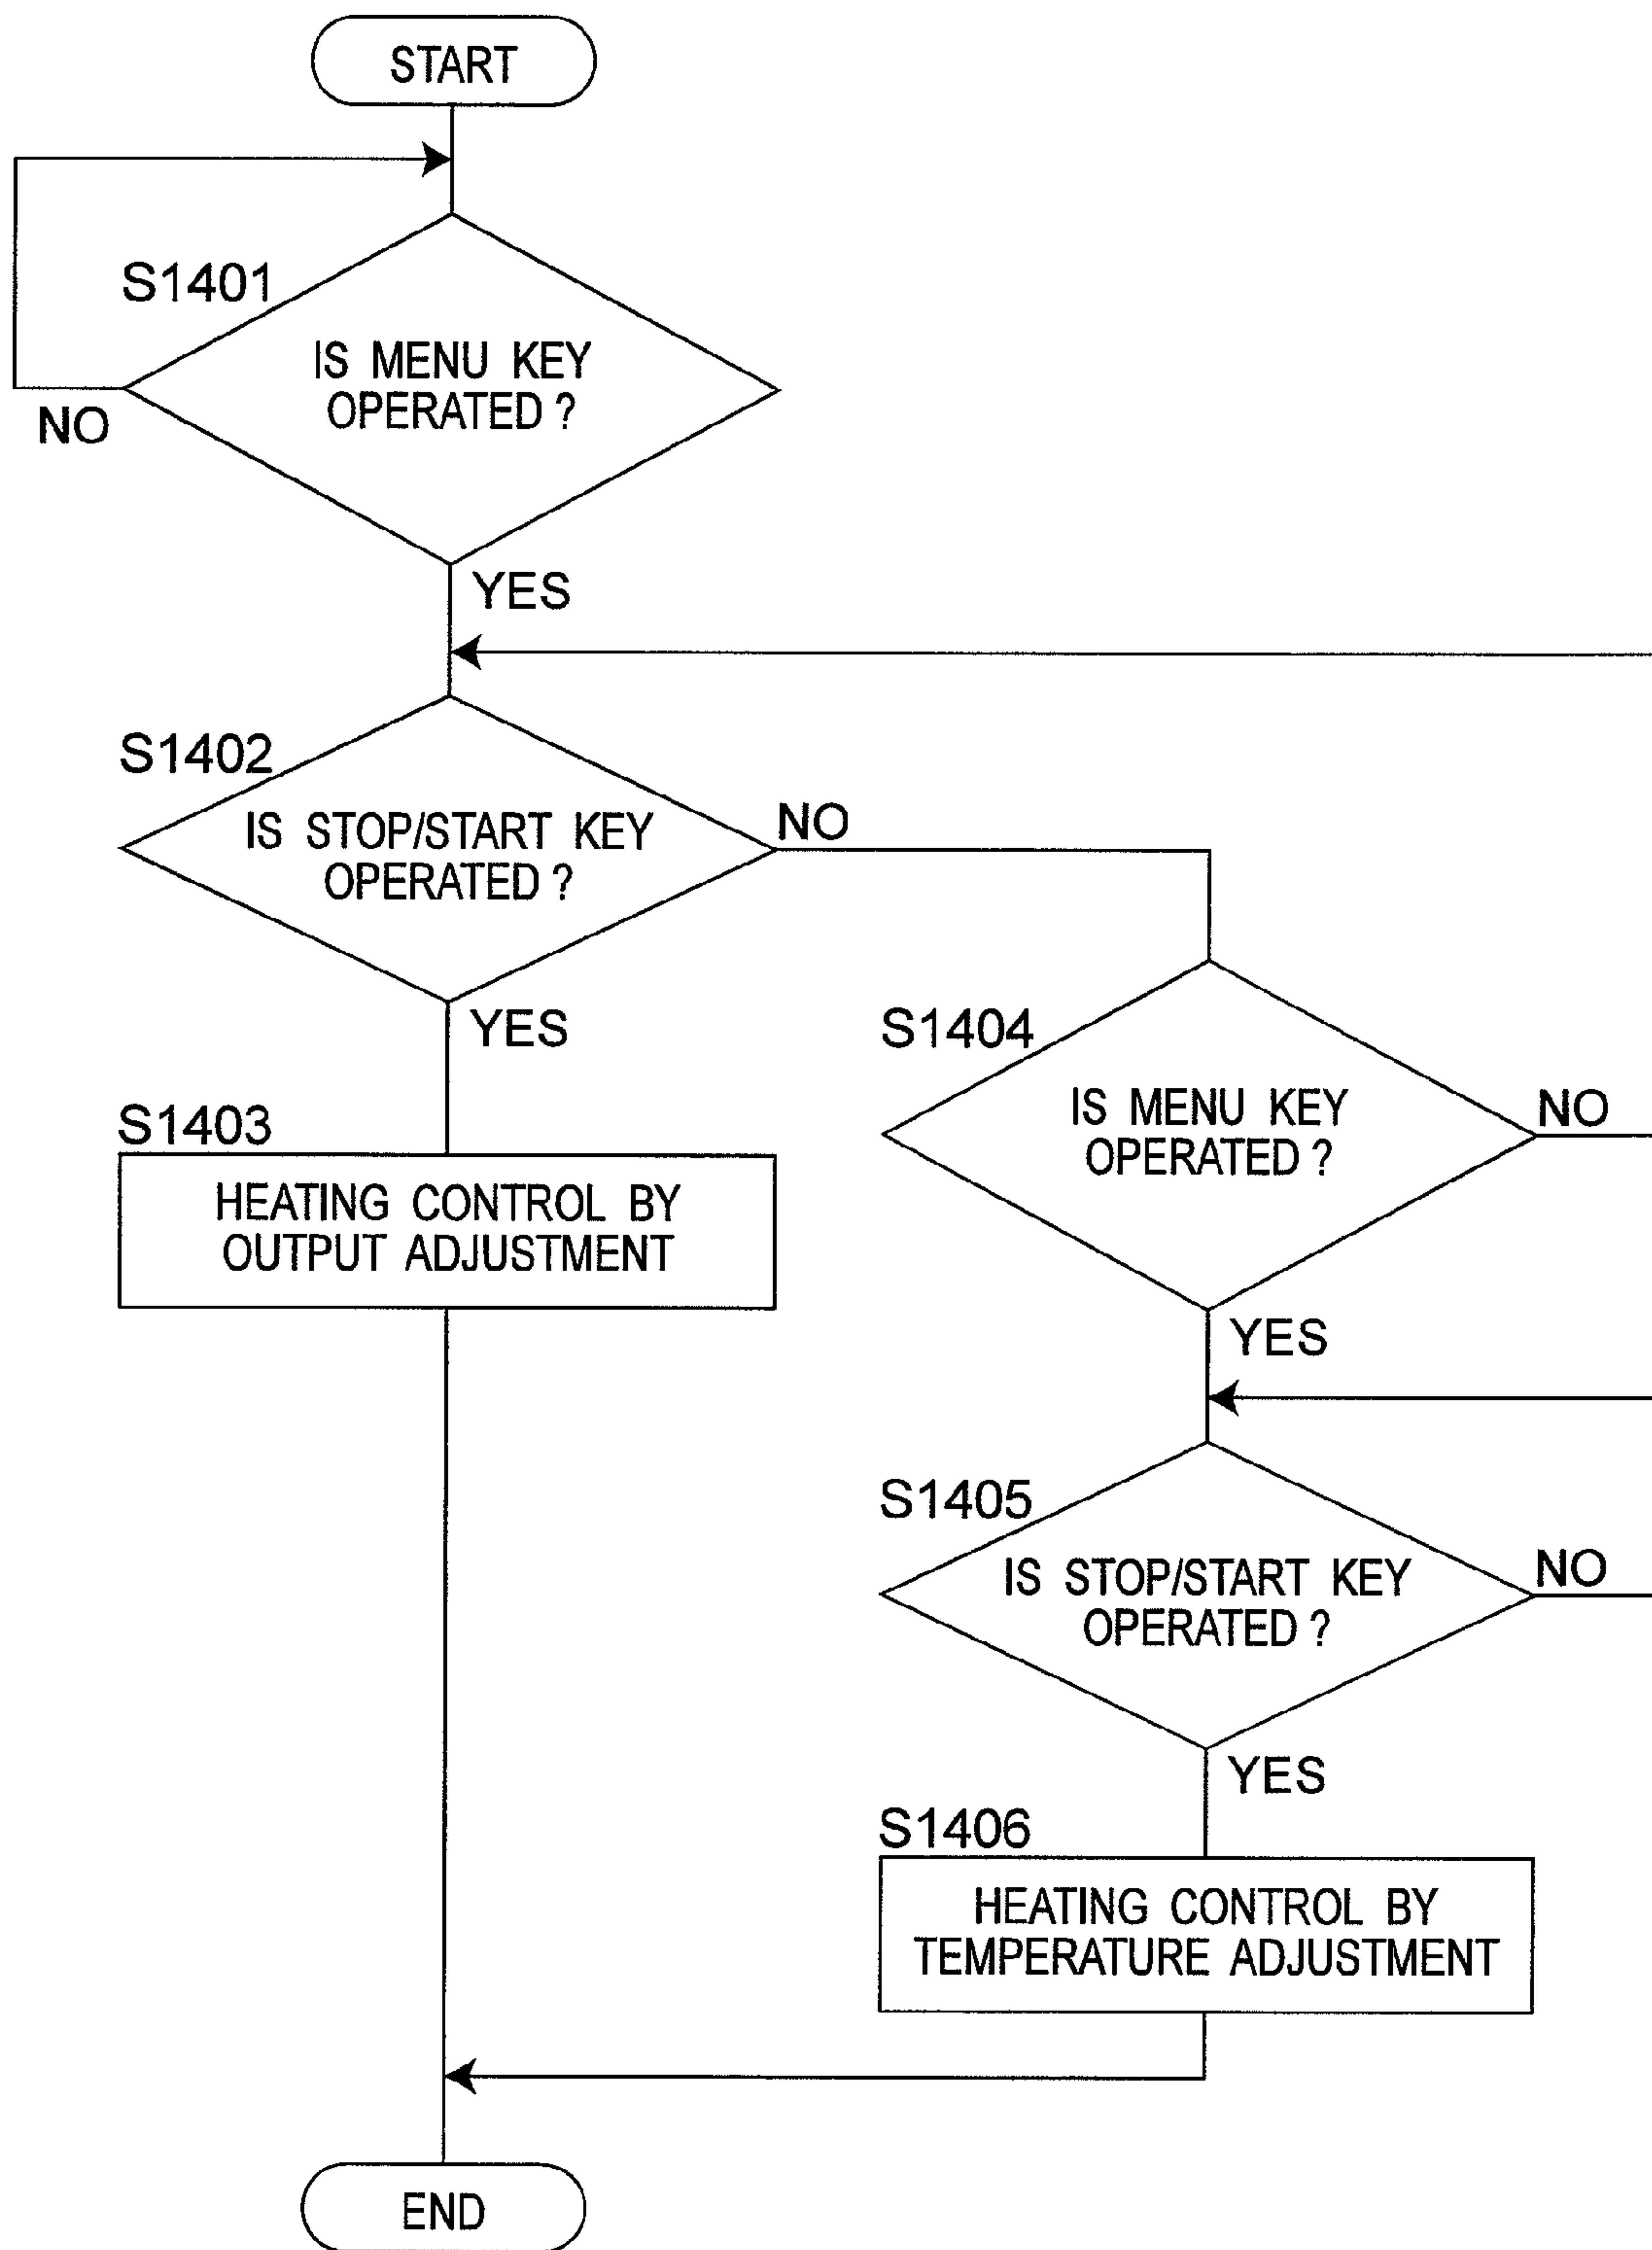 START
S1401
IS MENU KEY
OPERATED ?
NO
YES
S1402
IS STOP/START KEY
OPERATED ?
NO
YES
S1403
HEATING CONTROL BY
OUTPUT ADJUSTMENT
S1404
IS MENU KEY
OPERATED ?
NO
YES
S1405
IS STOP/START KEY
OPERATED ?
NO
YES
S1406
HEATING CONTROL BY
TEMPERATURE ADJUSTMENT
END